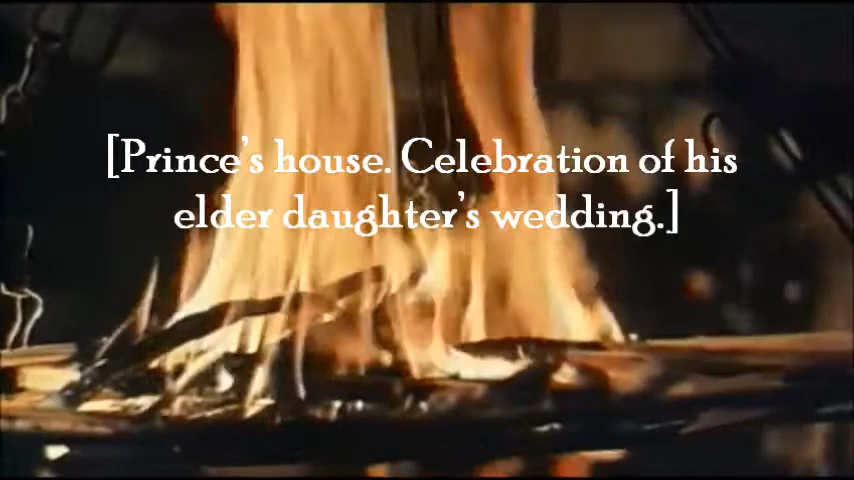 [Prince's house. Celebration of his
elder daughter's wedding.]